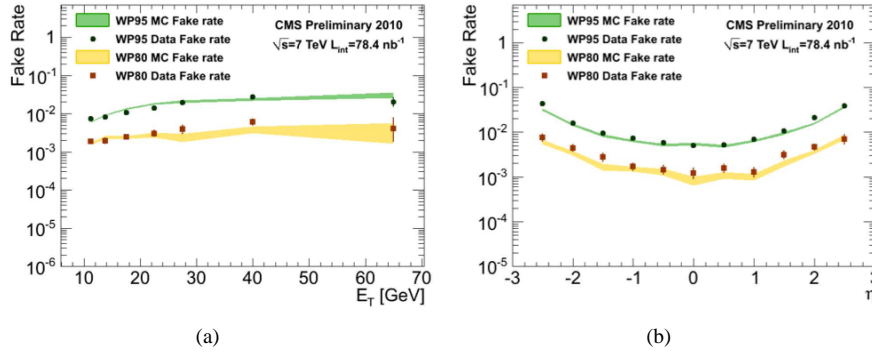 Fake Rate
WP95 MC Fake rate
WP95 Data Fake rate
WP80 MC Fake rate
WP80 Data Fake rate
CMS Preliminary 2010
√s=7 TeV L_int=78.4 nb⁻¹
1
10⁻¹
10⁻²
10⁻³
10⁻⁴
10⁻⁵
10⁻⁶
10 20 30 40 50 60 70
E_T [GeV]
(a)
Fake Rate
WP95 MC Fake rate
WP95 Data Fake rate
WP80 MC Fake rate
WP80 Data Fake rate
CMS Preliminary 2010
√s=7 TeV L_int=78.4 nb⁻¹
1
10⁻¹
10⁻²
10⁻³
10⁻⁴
10⁻⁵
-3 -2 -1 0 1 2 3
η
(b)